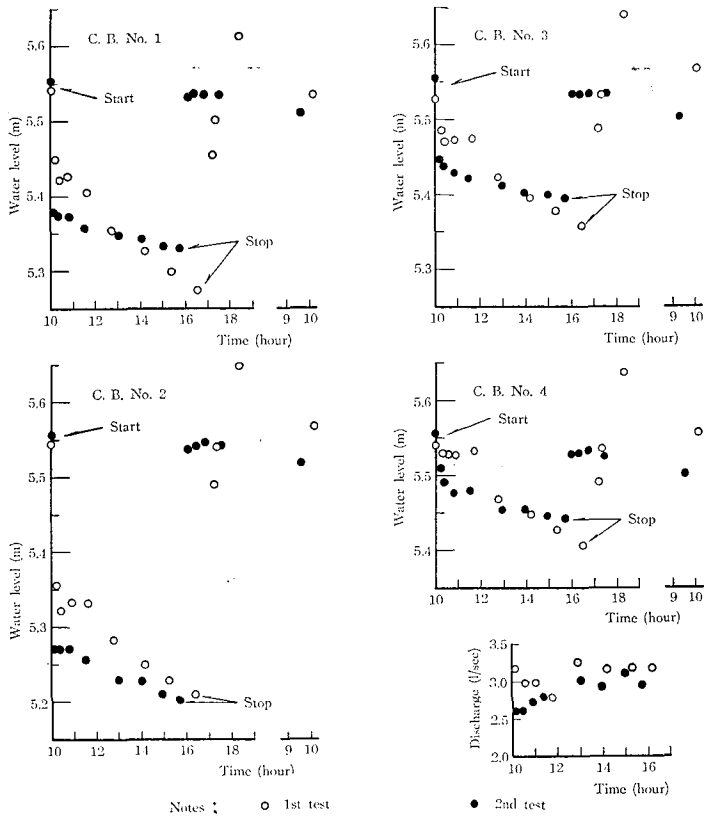 C. B. No. 1
Water level (m)
5.6
5.5
5.4
5.3
Start
Stop
10 12 14 16 18 9 10
Time (hour)
C. B. No. 3
Water level (m)
5.6
5.5
5.4
5.3
Start
Stop
10 12 14 16 18 9 10
Time (hour)
C. B. No. 2
Water level (m)
5.6
5.5
5.4
5.3
5.2
Start
Stop
10 12 14 16 18 9 10
Time (hour)
C. B. No. 4
Water level (m)
5.6
5.5
5.4
Start
Stop
10 12 14 16 18 9 10
Time (hour)
Discharge (l/sec)
3.5
3.0
2.5
2.0
10 12 14 16
Time (hour)
Notes : ○ 1st test ● 2nd test